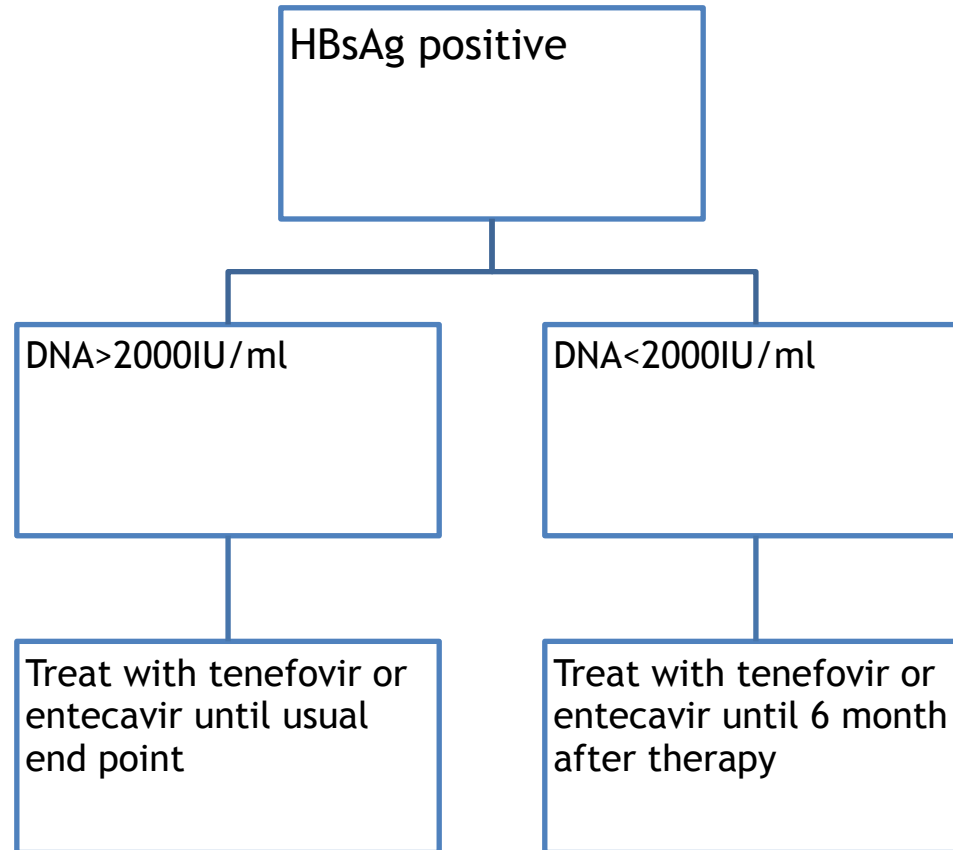 HBsAg positive
DNA>2000IU/ml
DNA<2000IU/ml
Treat with tenefovir or
entecavir until usual
end point
Treat with tenefovir or
entecavir until 6 month
after therapy